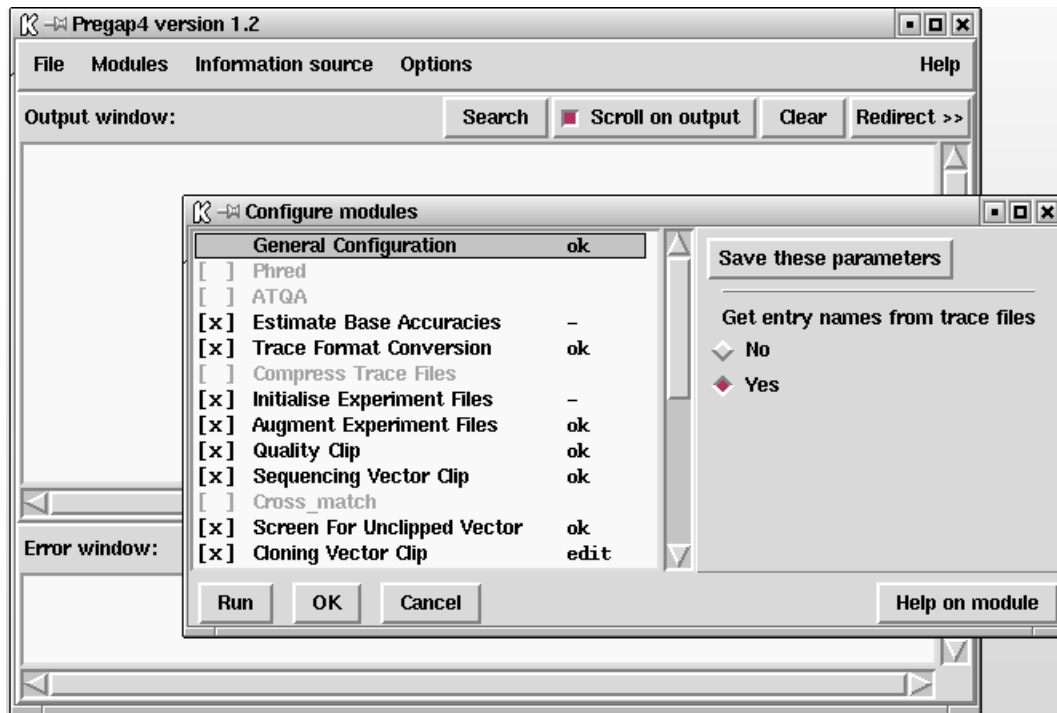 Pregap4 version 1.2
File Modules Information source Options Help
Output window: Search Scroll on output Clear Redirect >>
Configure modules
General Configuration ok
[ ] Phred
[ ] ATQA
[x] Estimate Base Accuracies -
[x] Trace Format Conversion ok
[ ] Compress Trace Files
[x] Initialise Experiment Files -
[x] Augment Experiment Files ok
[x] Quality Clip ok
[x] Sequencing Vector Clip ok
[ ] Cross_match
[x] Screen For Unclipped Vector ok
[x] Cloning Vector Clip edit
Save these parameters
Get entry names from trace files
No
Yes
Error window:
Run OK Cancel Help on module